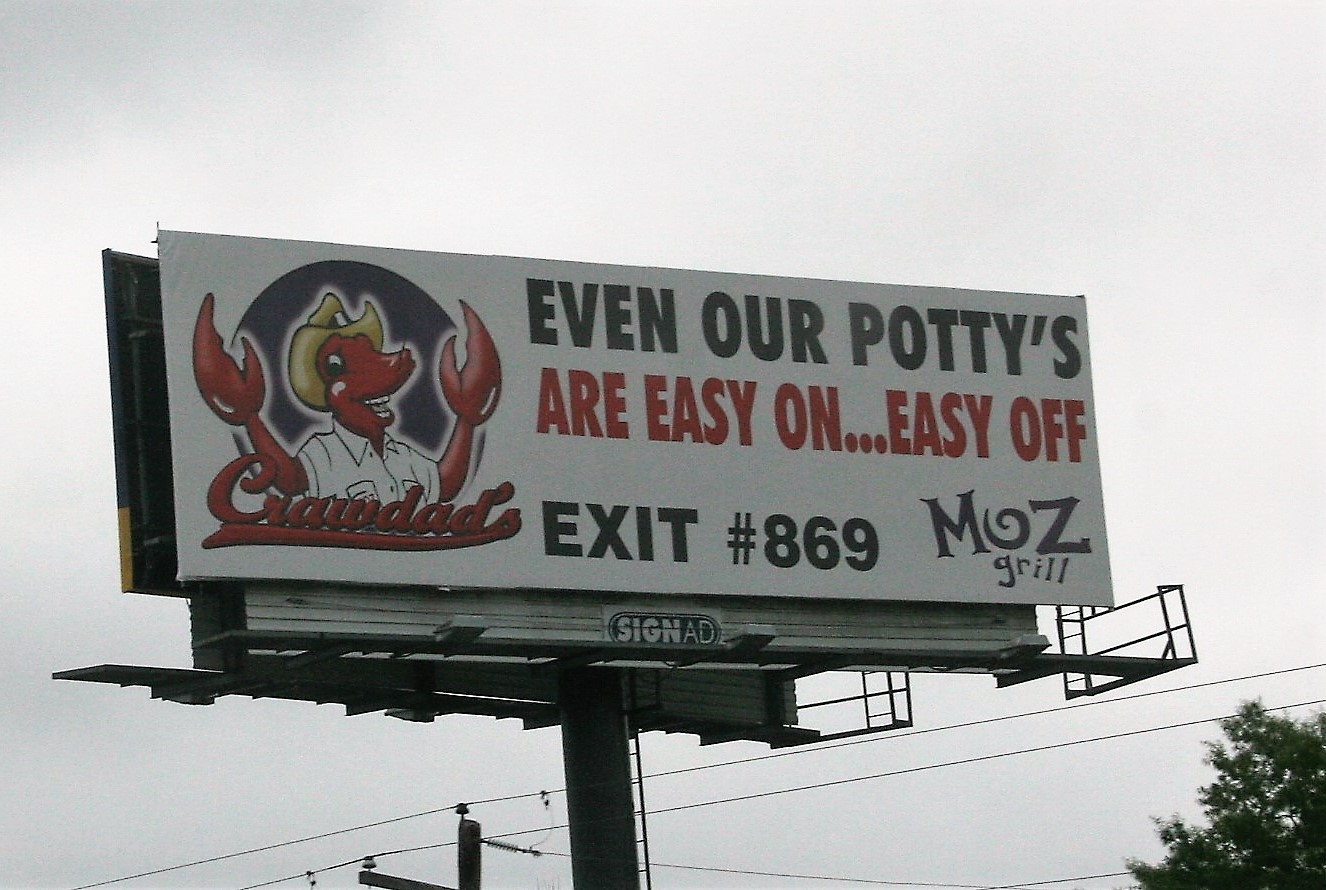 EVEN OUR POTTY'S
ARE EASY ON...EASY OFF
Crawdad's
EXIT #869
MOZ
grill
SIGNAD